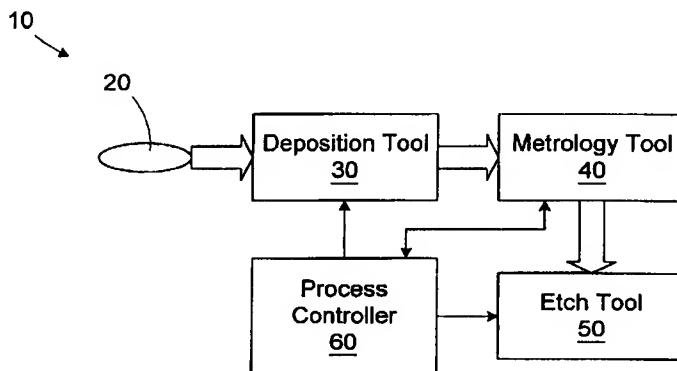 10
20
Deposition Tool
30
Metrology Tool
40
Process
Controller
60
Etch Tool
50